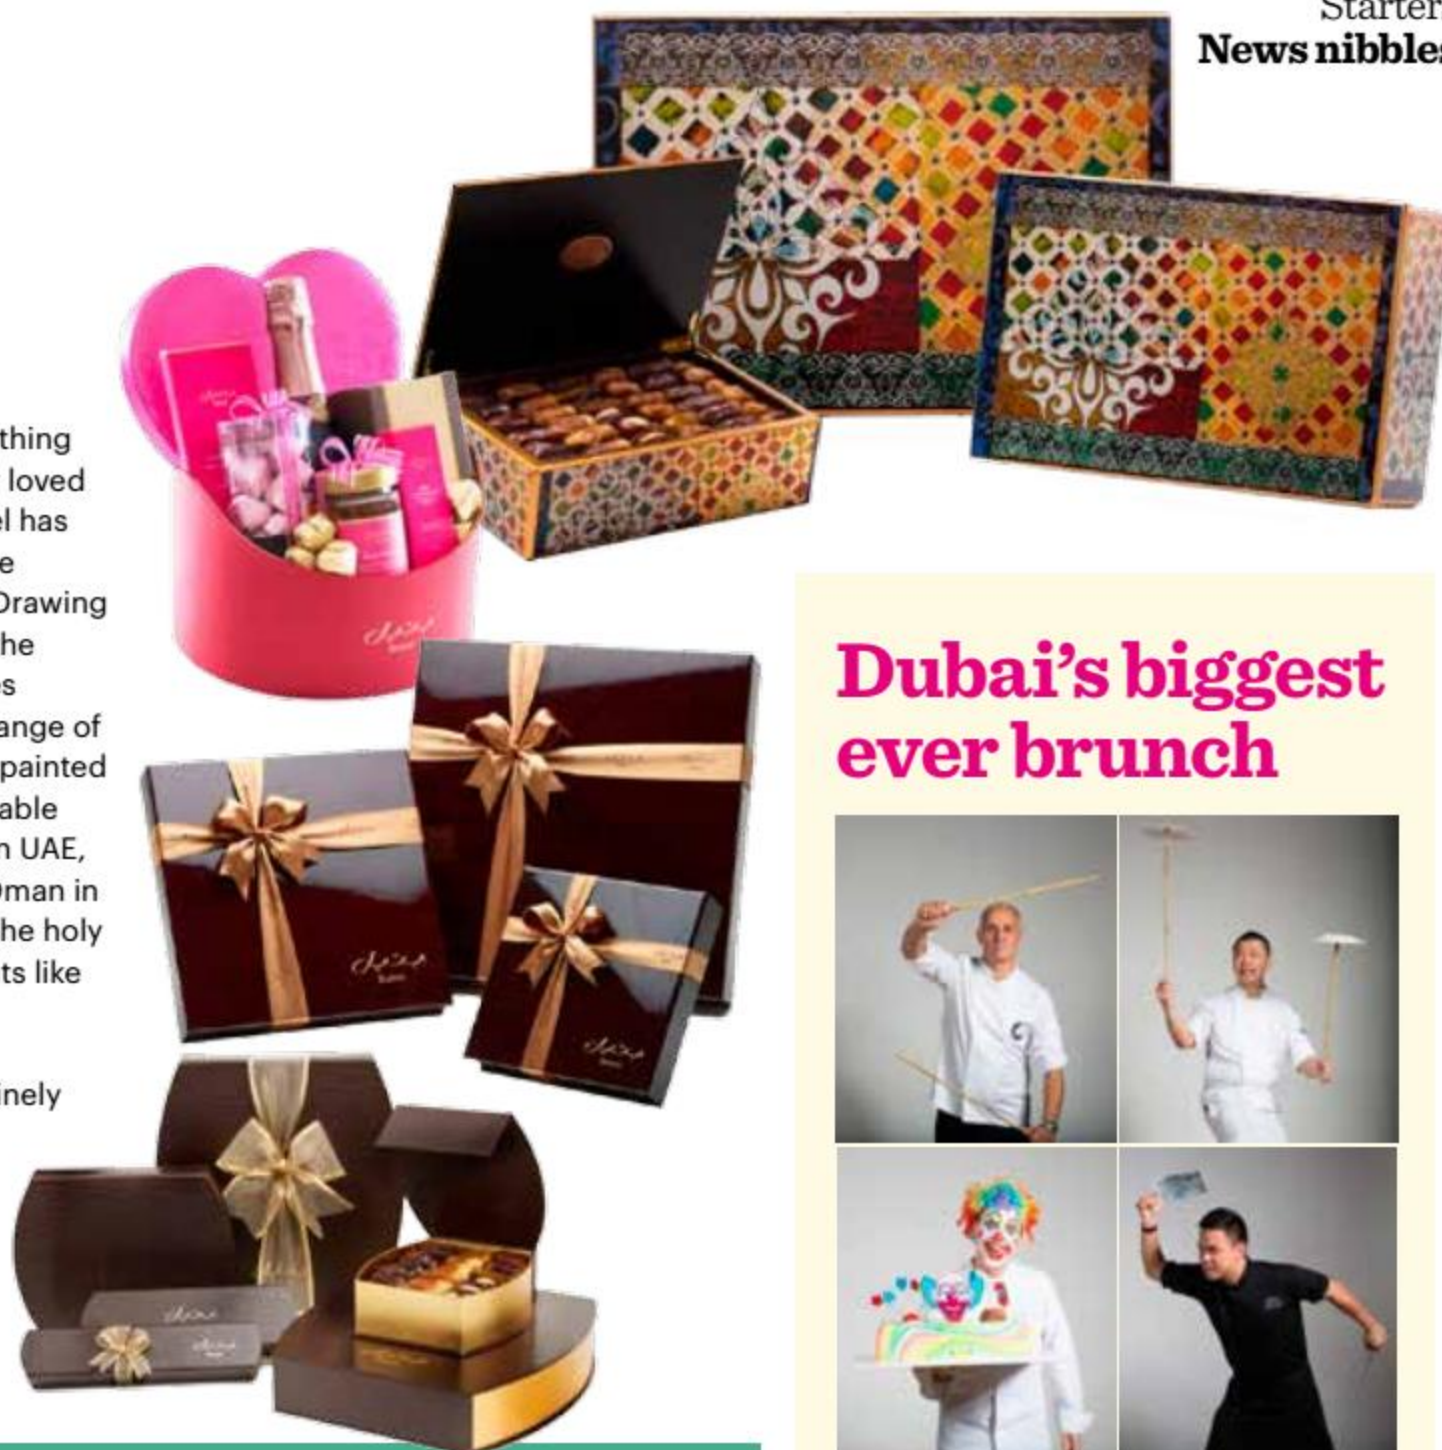 Starter
News nibbles
thing
loved
el has
e
Drawing
he
es
ange of
painted
able
n UAE,
Oman in
he holy
ts like
inely
Dubai's biggest
ever brunch